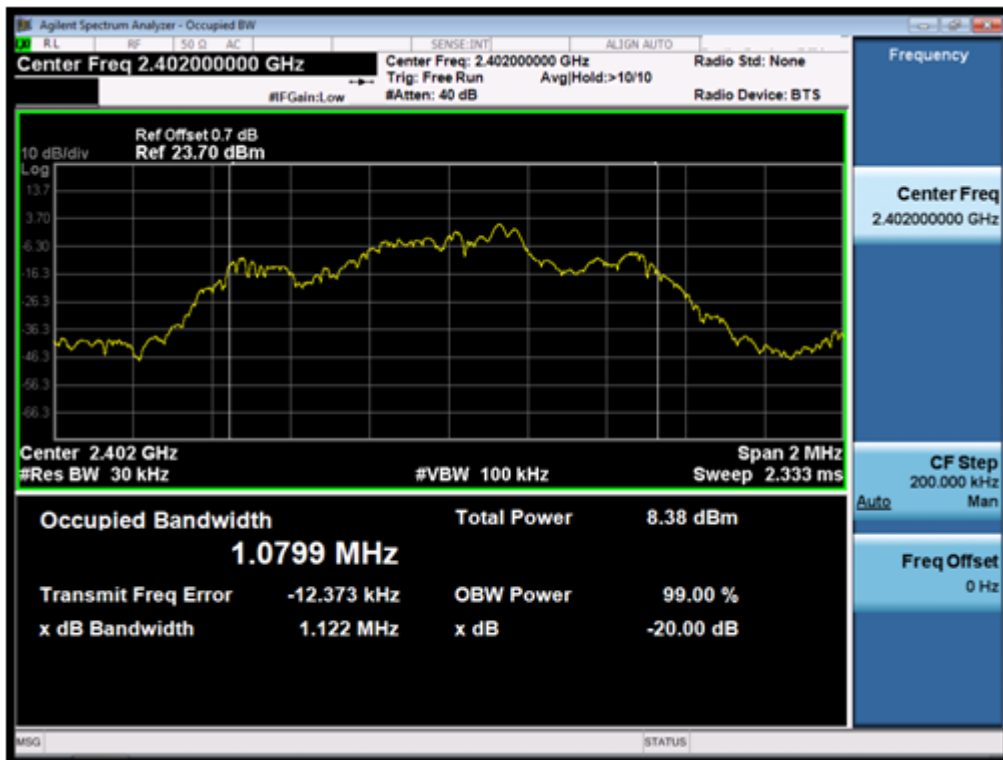 Agilent Spectrum Analyzer - Occupied BW
RL RF 50 Ω AC SENSE:INT ALIGN AUTO
Center Freq 2.402000000 GHz
Center Freq: 2.402000000 GHz Radio Std: None
Trig: Free Run Avg|Hold:>10/10
#IFGain:Low #Atten: 40 dB Radio Device: BTS
Ref Offset 0.7 dB
10 dB/div Ref 23.70 dBm
Log
13.7
3.70
-6.30
-16.3
-26.3
-36.3
-46.3
-56.3
-66.3
Center 2.402 GHz Span 2 MHz
#Res BW 30 kHz #VBW 100 kHz Sweep 2.333 ms
Occupied Bandwidth Total Power 8.38 dBm
1.0799 MHz
Transmit Freq Error -12.373 kHz OBW Power 99.00 %
x dB Bandwidth 1.122 MHz x dB -20.00 dB
MSG STATUS
Frequency
Center Freq
2.402000000 GHz
CF Step
200.000 kHz
Auto Man
Freq Offset
0 Hz